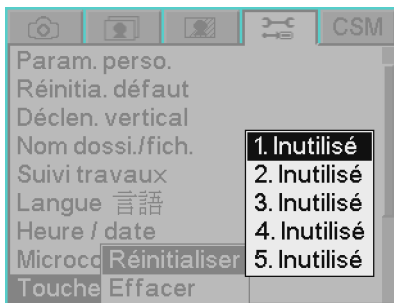 CSM
Param. perso.
Réinitia. défaut
Déclen. vertical
Nom dossi./fich.
Suivi travaux
Langue 言語
Heure / date
Réinitialiser
Touche Effacer
1. Inutilisé
2. Inutilisé
3. Inutilisé
4. Inutilisé
5. Inutilisé